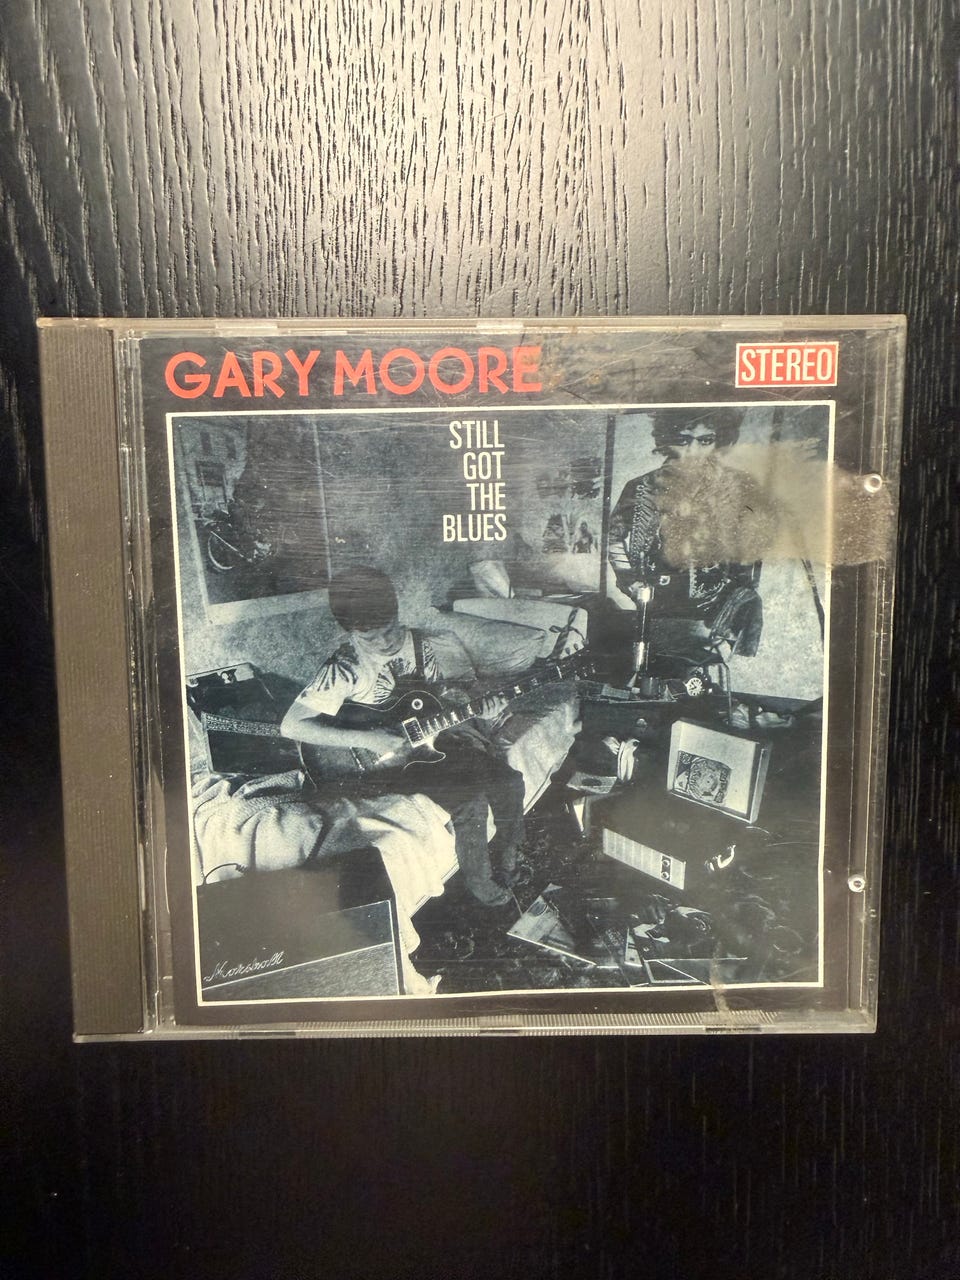 GARY MOORE
STEREO
STILL
GOT
THE
BLUES
Marshall